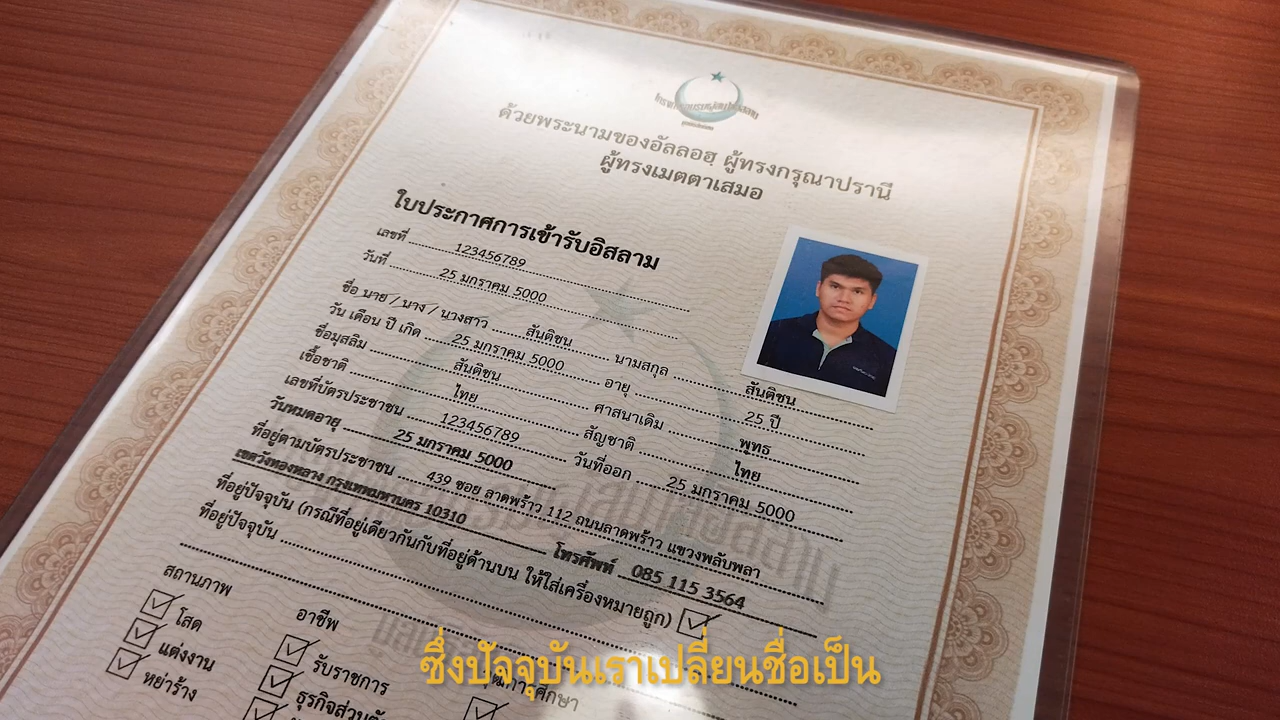 ด้วยพระนามของอัลลอฮฺ ผู้ทรงกรุณาปรานี
ผู้ทรงเมตตาเสมอ
ใบประกาศการเข้ารับอิสลาม
เลขที่ 123456789
วันที่ 25 มกราคม 5000
ชื่อ นาย / นาง / นางสาว สันติชน นามสกุล สันติชน
วัน เดือน ปี เกิด 25 มกราคม 5000 อายุ 25 ปี
ชื่อมุสลิม สันติชน ศาสนาเดิม พุทธ
เชื้อชาติ ไทย สัญชาติ ไทย
เลขที่บัตรประชาชน 123456789 วันที่ออก 25 มกราคม 5000
วันหมดอายุ 25 มกราคม 5000
ที่อยู่ตามบัตรประชาชน 439 ซอย ลาดพร้าว 112 ถนนลาดพร้าว แขวงพลับพลา
เขตวังทองหลาง กรุงเทพมหานคร 10310 โทรศัพท์ 085 115 3564
ที่อยู่ปัจจุบัน (กรณีที่อยู่เดียวกันกับที่อยู่ด้านบน ให้ใส่เครื่องหมายถูก)
ที่อยู่ปัจจุบัน
สถานภาพ อาชีพ
โสด รับราชการ
แต่งงาน
หย่าร้าง
ซึ่งปัจจุบันเราเปลี่ยนชื่อเป็น